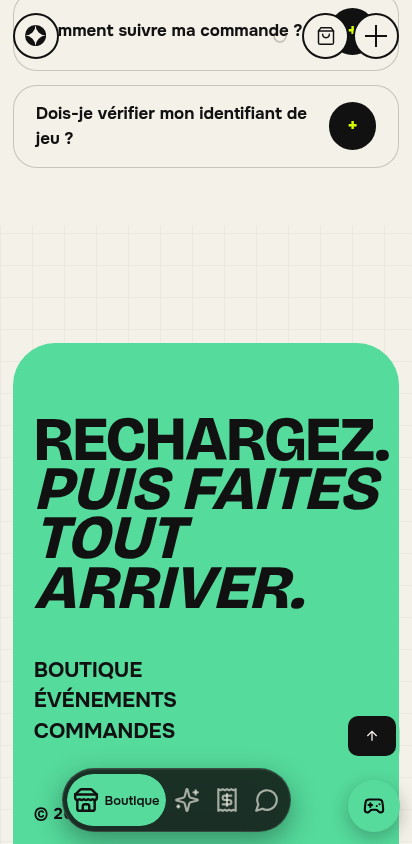 mment suivre ma commande ?
+
Dois-je vérifier mon identifiant de
jeu ?
+
RECHARGEZ.
PUIS FAITES
TOUT
ARRIVER.
BOUTIQUE
ÉVÉNEMENTS
COMMANDES
© 2
Boutique